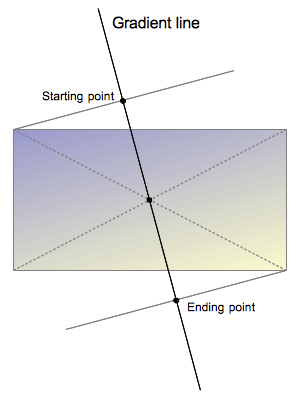 Gradient line
Starting point
Ending point